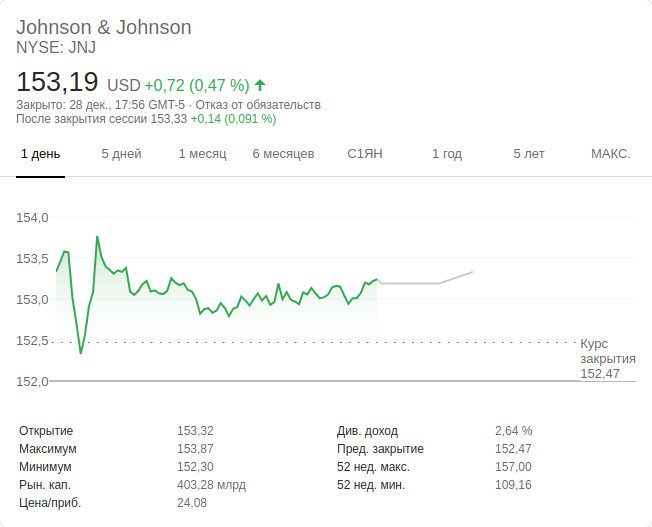 Johnson & Johnson
NYSE: JNJ
153,19 USD +0,72 (0,47 %)
Закрыто: 28 дек., 17:56 GMT-5 · Отказ от обязательств
После закрытия сессии 153,33 +0,14 (0,091 %)
1 день 5 дней 1 месяц 6 месяцев С1ЯН 1 год 5 лет МАКС.
154,0
153,5
153,0
152,5
152,0
Курс
закрытия
152,47
Открытие 153,32 Див. доход 2,64 %
Максимум 153,87 Пред. закрытие 152,47
Минимум 152,30 52 нед. макс. 157,00
Рын. кап. 403,28 млрд 52 нед. мин. 109,16
Цена/приб. 24,08